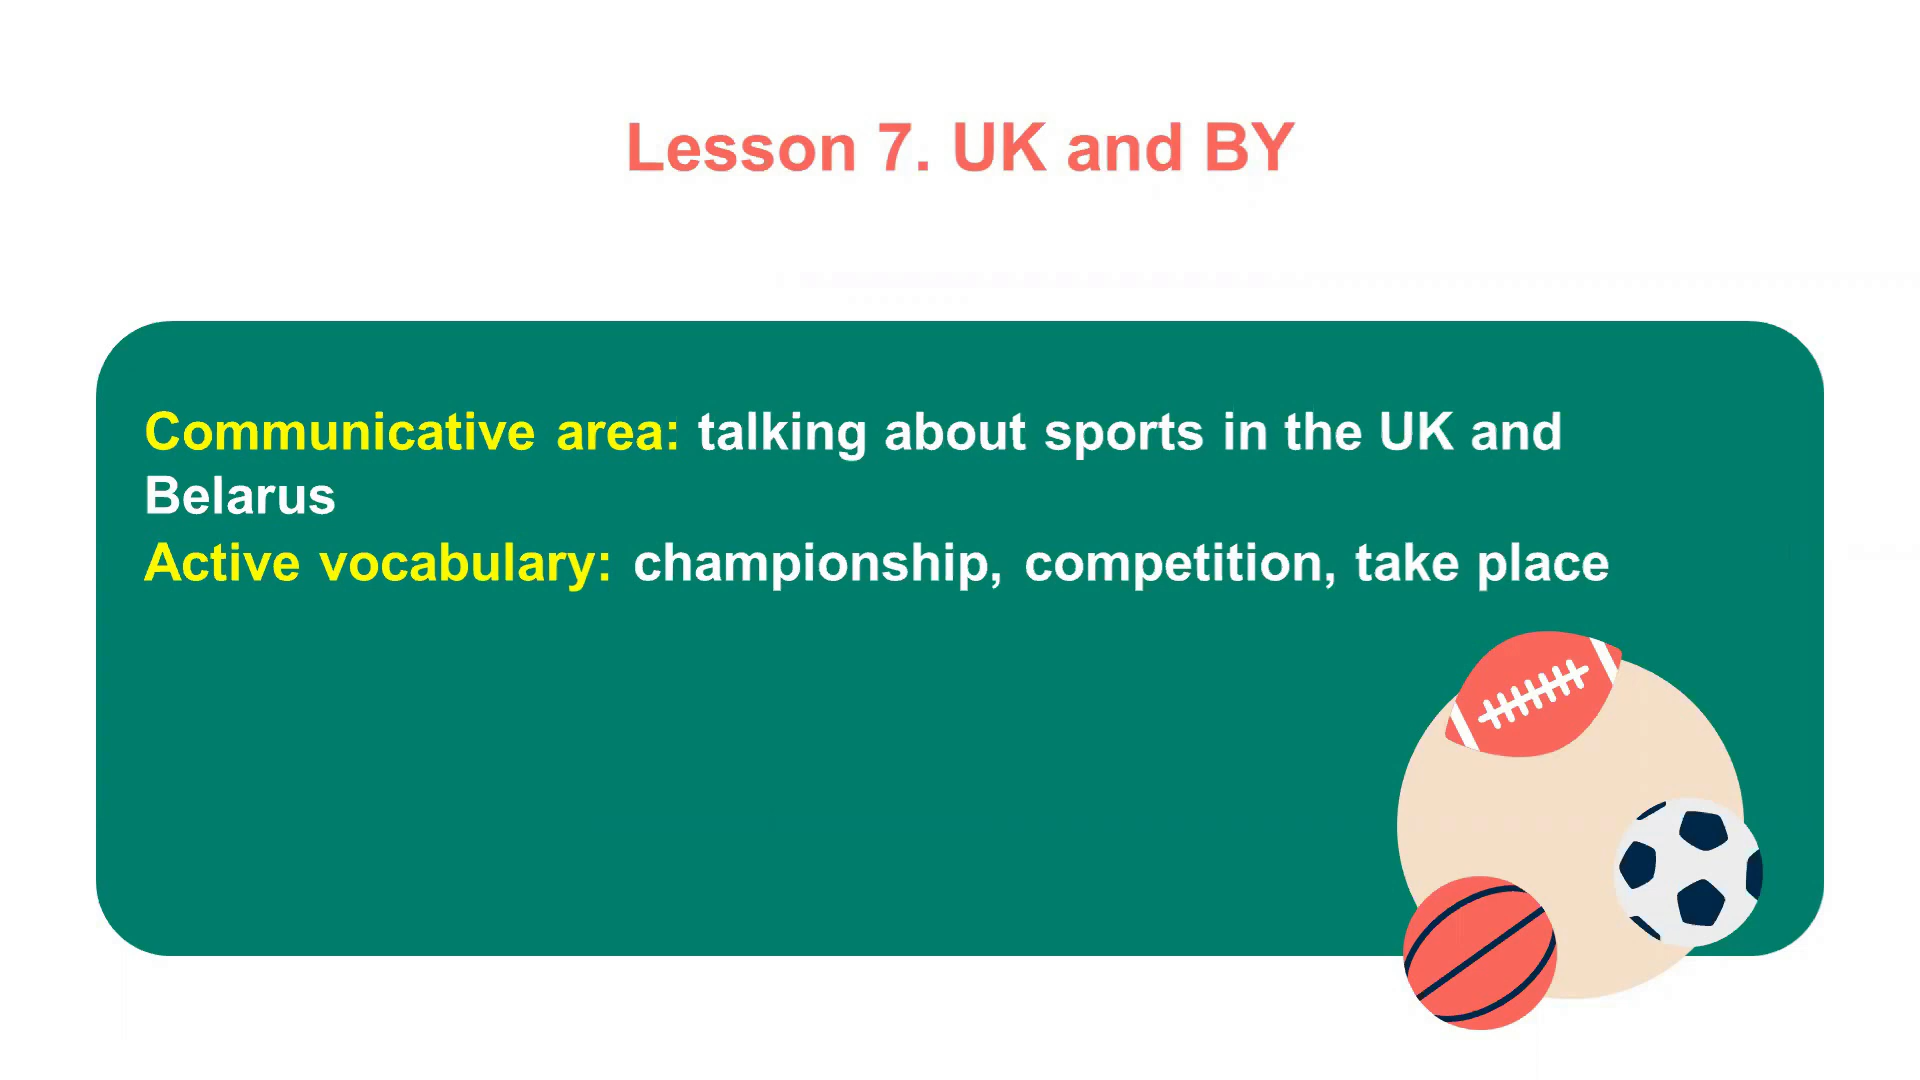 Lesson 7. UK and BY
Communicative area: talking about sports in the UK and
Belarus
Active vocabulary: championship, competition, take place